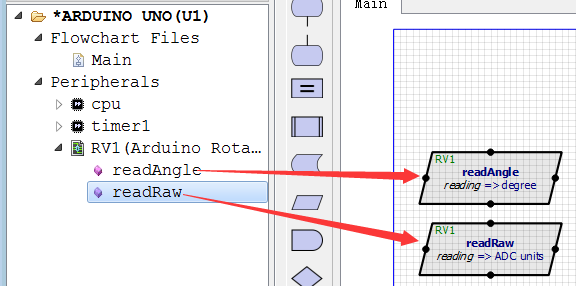 *ARDUINO UNO(U1)
Flowchart Files
Main
Peripherals
cpu
timer1
RV1(Arduino Rota...
readAngle
readRaw
Main
RV1
readAngle
reading => degree
RV1
readRaw
reading => ADC units